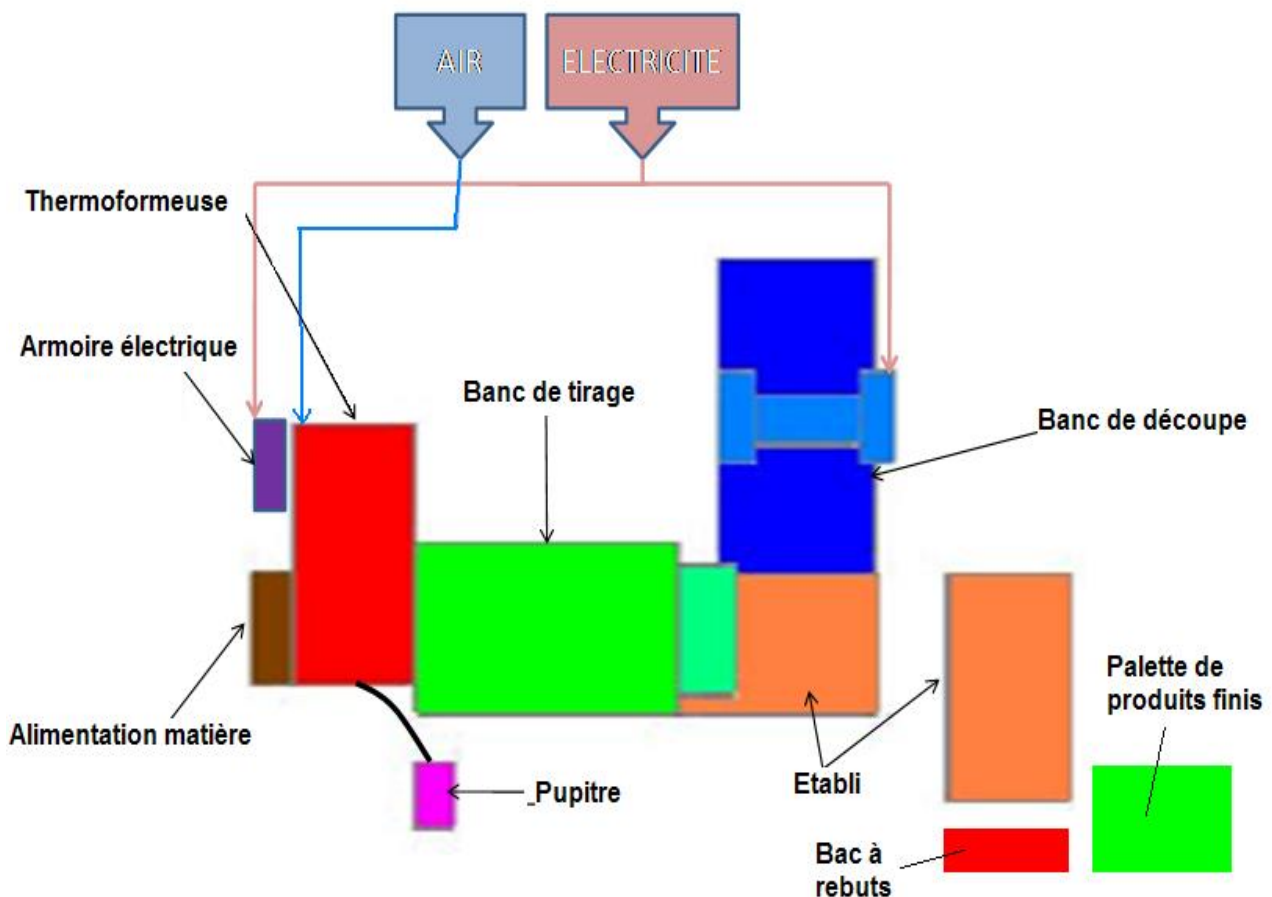 AIR
ELECTRICITE
Thermoformeuse
Armoire électrique
Banc de tirage
Banc de découpe
Palette de
produits finis
Alimentation matière
_Pupitre
Etabli
Bac à
rebuts